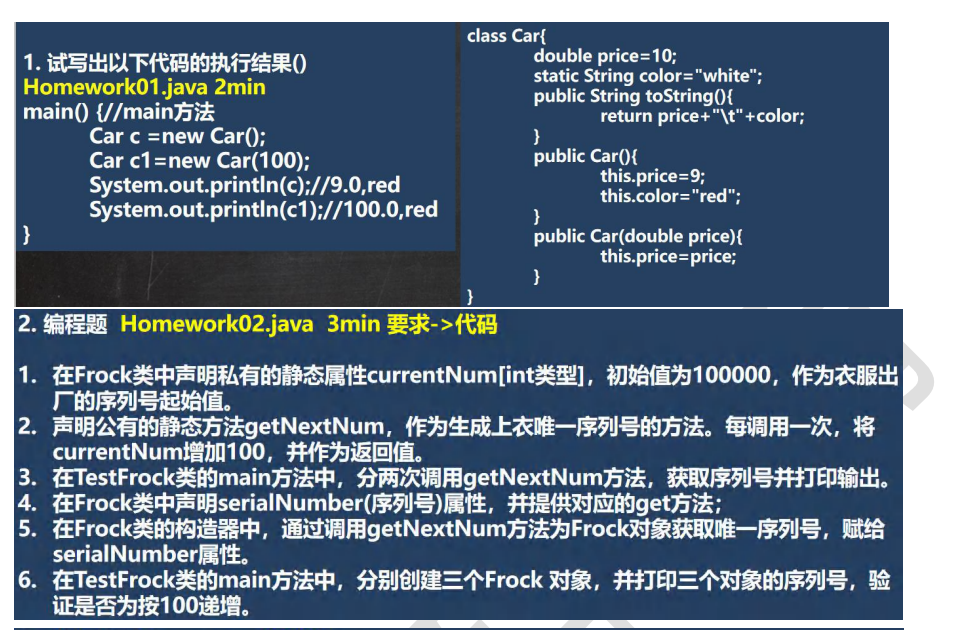 1. 试写出以下代码的执行结果()
Homework01.java 2min
main() {//main方法
Car c =new Car();
Car c1=new Car(100);
System.out.println(c);//9.0,red
System.out.println(c1);//100.0,red
}
class Car{
double price=10;
static String color="white";
public String toString(){
return price+"\t"+color;
}
public Car(){
this.price=9;
this.color="red";
}
public Car(double price){
this.price=price;
}
}
2. 编程题 Homework02.java 3min 要求->代码
1. 在Frock类中声明私有的静态属性currentNum[int类型]，初始值为100000，作为衣服出
厂的序列号起始值。
2. 声明公有的静态方法getNextNum，作为生成上衣唯一序列号的方法。每调用一次，将
currentNum增加100，并作为返回值。
3. 在TestFrock类的main方法中，分两次调用getNextNum方法，获取序列号并打印输出。
4. 在Frock类中声明serialNumber(序列号)属性，并提供对应的get方法；
5. 在Frock类的构造器中，通过调用getNextNum方法为Frock对象获取唯一序列号，赋给
serialNumber属性。
6. 在TestFrock类的main方法中，分别创建三个Frock 对象，并打印三个对象的序列号，验
证是否为按100递增。